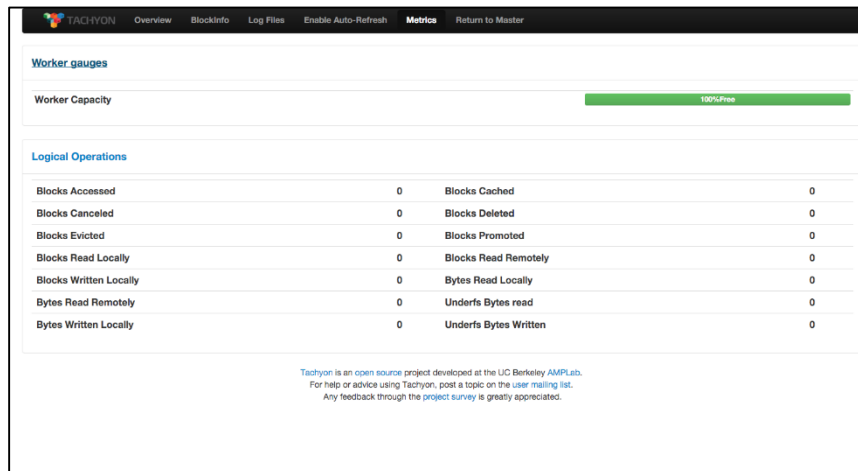 TACHYON Overview BlockInfo Log Files Enable Auto-Refresh Metrics Return to Master
Worker gauges
Worker Capacity 100%Free
Logical Operations
Blocks Accessed 0 Blocks Cached 0
Blocks Canceled 0 Blocks Deleted 0
Blocks Evicted 0 Blocks Promoted 0
Blocks Read Locally 0 Blocks Read Remotely 0
Blocks Written Locally 0 Bytes Read Locally 0
Bytes Read Remotely 0 Underfs Bytes read 0
Bytes Written Locally 0 Underfs Bytes Written 0
Tachyon is an open source project developed at the UC Berkeley AMPLab.
For help or advice using Tachyon, post a topic on the user mailing list.
Any feedback through the project survey is greatly appreciated.